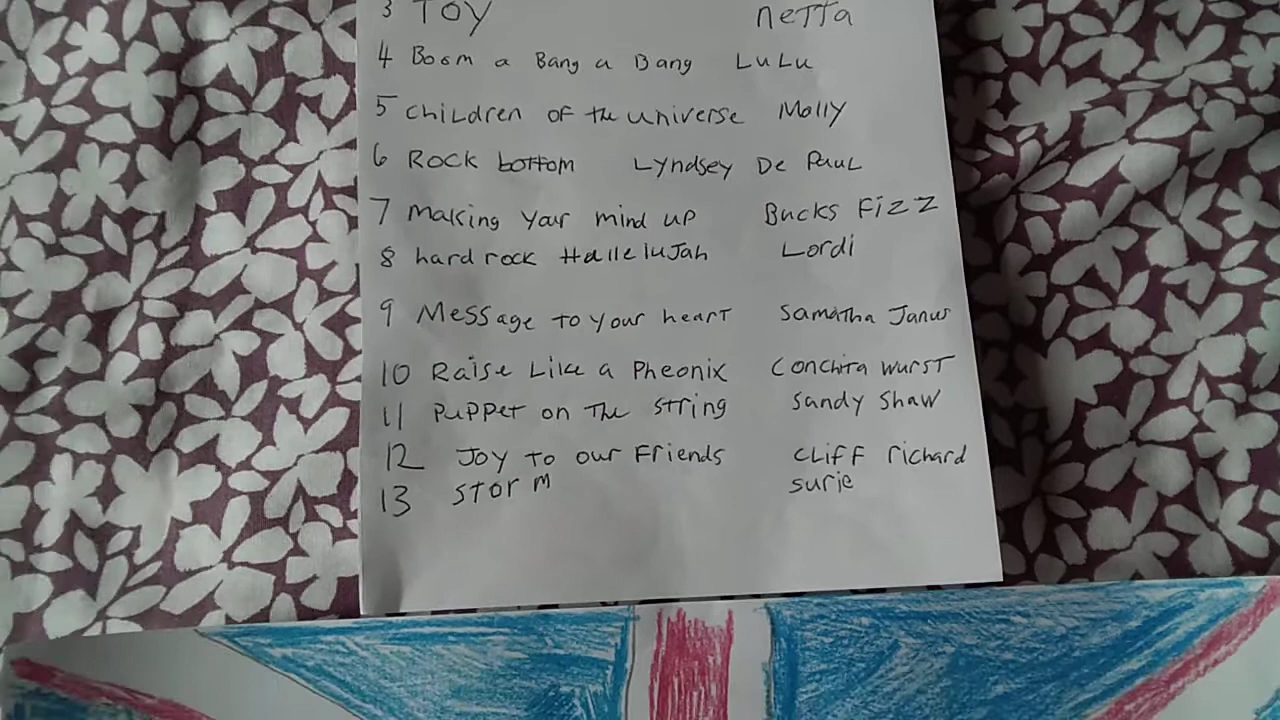 3 Toy netta
4 Boom a Bang a Bang LuLu
5 children of the universe Molly
6 Rock bottom Lyndsey De Paul
7 making your mind up Bucks Fizz
8 hard rock Hallelujah Lordi
9 Message to your heart Samatha Janus
10 Raise Like a Pheonix Conchita wurst
11 Puppet on The string Sandy Shaw
12 Joy to our Friends Cliff richard
13 storm surie